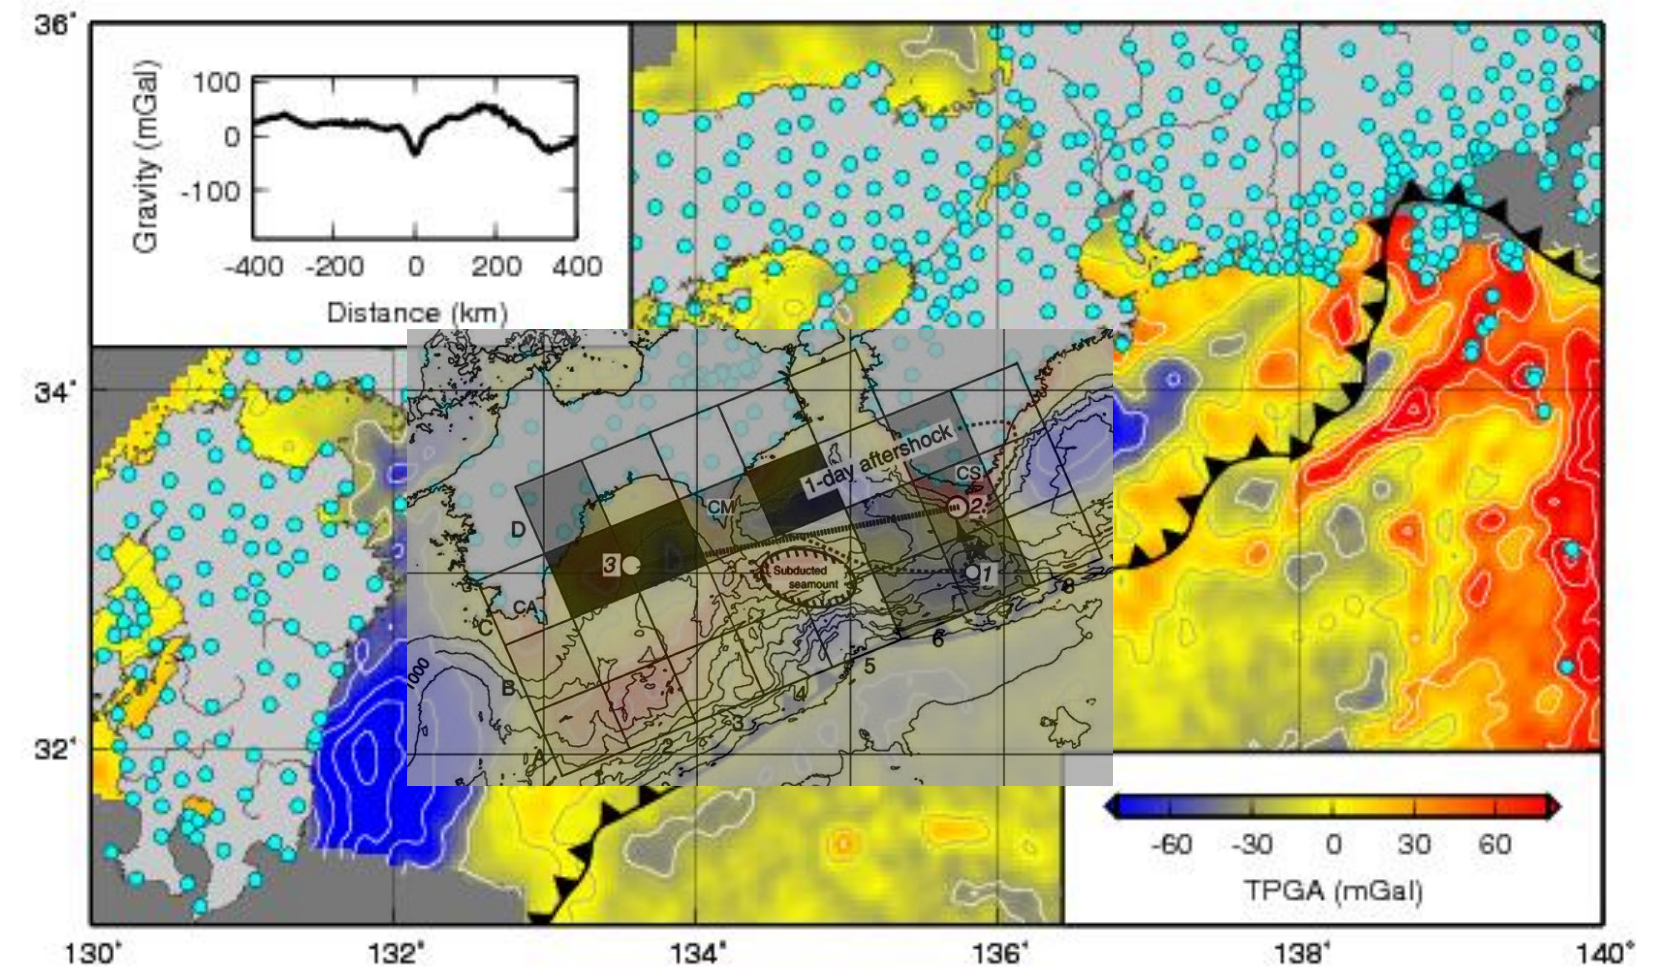 36°
100
0
-100
Gravity (mGal)
-400 -200 0 200 400
Distance (km)
34°
1-day aftershock
CS
2
CM
D
3
Subducted
seamount
1
8
CA
C
6
5
1000
B
4
3
2
A
32°
-60 -30 0 30 60
TPGA (mGal)
130° 132° 134° 136° 138° 140°